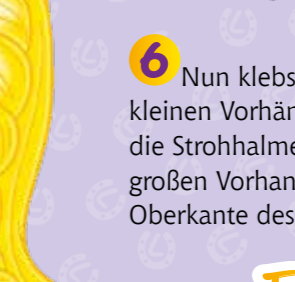 6
Nun klebs
kleinen Vorhän
die Strohhalme
großen Vorhan
Oberkante des